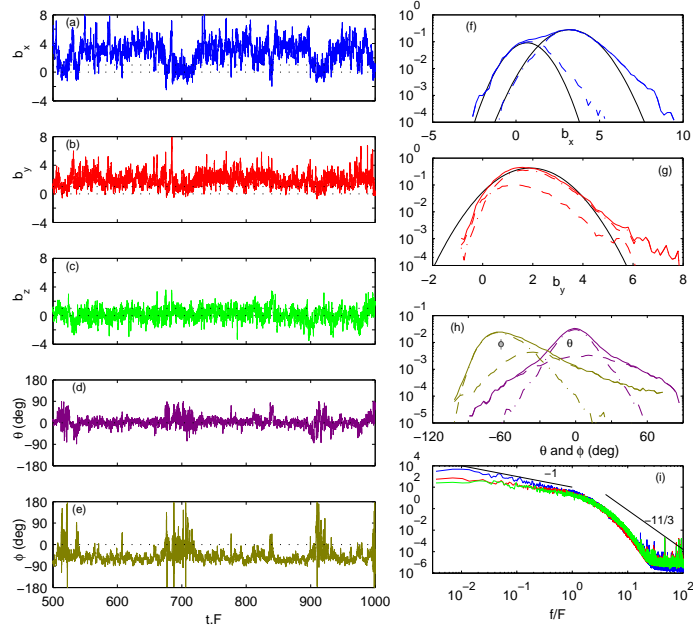 (a)
8
4
0
−4
b_x
(b)
8
4
0
−4
b_y
(c)
8
4
0
−4
b_z
(d)
180
90
0
−90
−180
θ (deg)
(e)
180
90
0
−90
−180
φ (deg)
500 600 700 800 900 1000
t.F
(f)
10^0
10^−1
10^−2
10^−3
10^−4
−5 0 5 10
b_x
(g)
10^0
10^−1
10^−2
10^−3
10^−4
−2 0 2 4 6 8
b_y
(h)
φ
θ
10^−1
10^−2
10^−3
10^−4
10^−5
−120 −60 0 60
θ and φ (deg)
(i)
−1
−11/3
10^4
10^2
10^0
10^−2
10^−4
10^−6
10^−2 10^−1 10^0 10^1 10^2
f/F